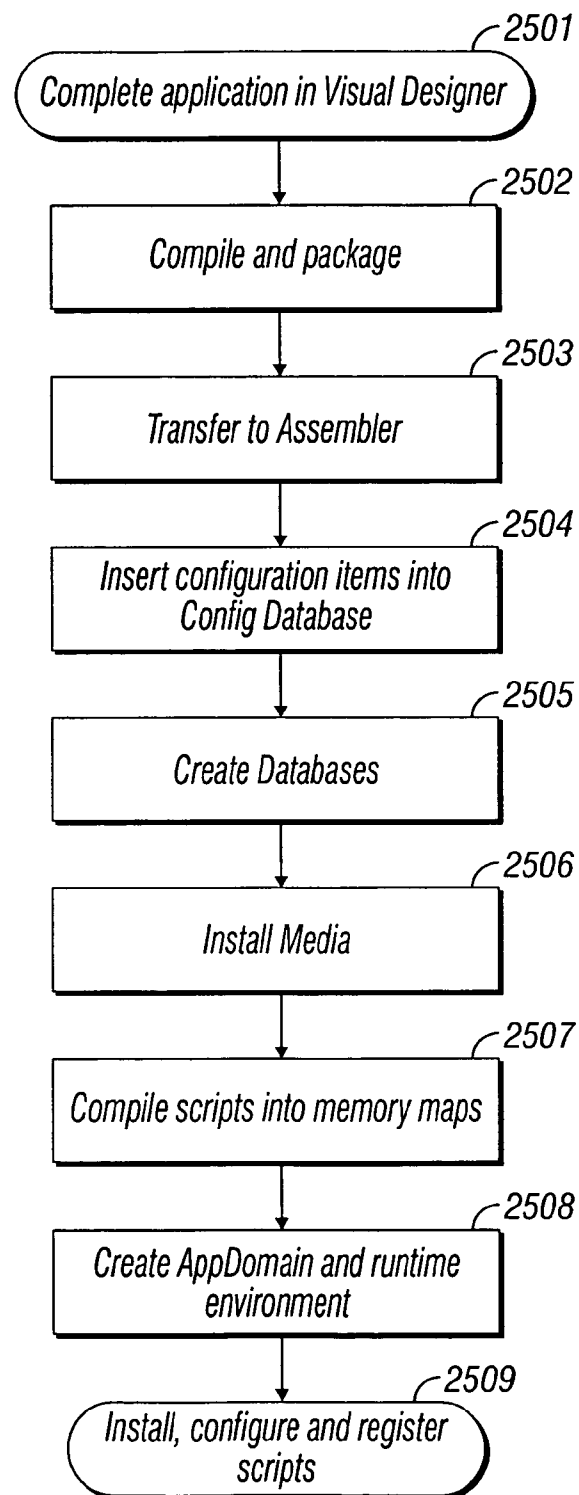 2501
Complete application in Visual Designer
2502
Compile and package
2503
Transfer to Assembler
2504
Insert configuration items into
Config Database
2505
Create Databases
2506
Install Media
2507
Compile scripts into memory maps
2508
Create AppDomain and runtime
environment
2509
Install, configure and register
scripts